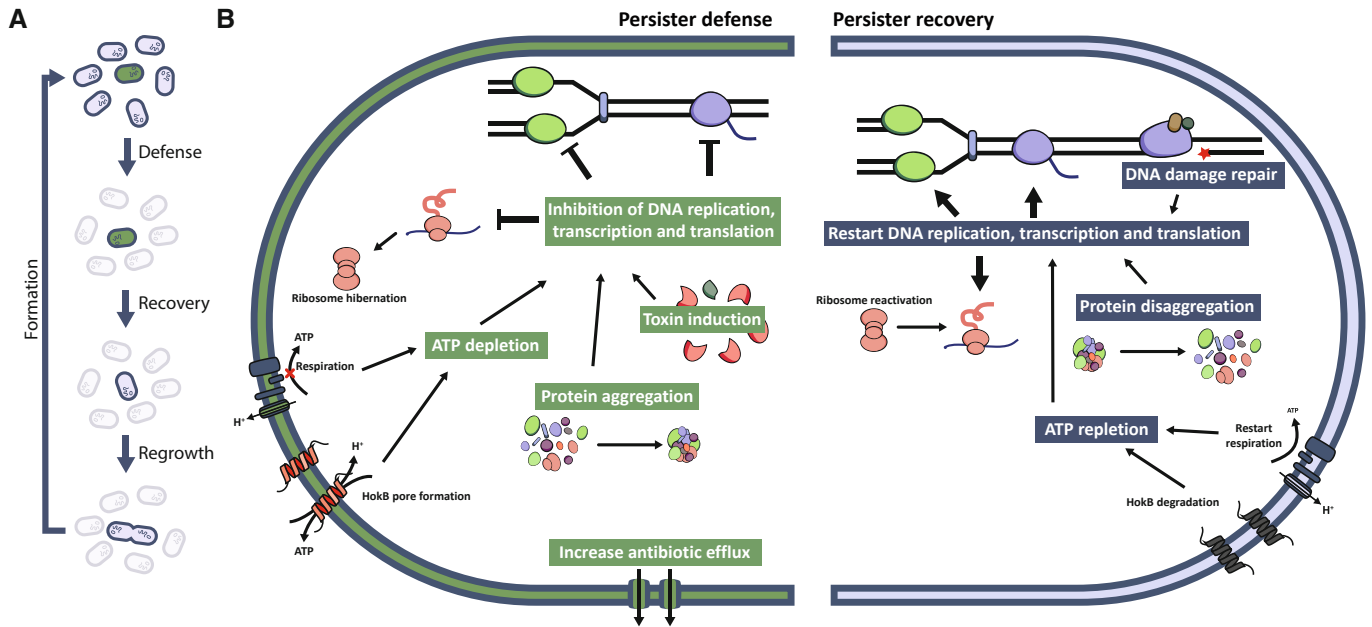 A
Formation
Defense
Recovery
Regrowth
B
Persister defense
Inhibition of DNA replication,
transcription and translation
Ribosome hibernation
Toxin induction
ATP
Respiration
ATP depletion
H⁺
Protein aggregation
H⁺
HokB pore formation
ATP
Increase antibiotic efflux
Persister recovery
DNA damage repair
Restart DNA replication, transcription and translation
Ribosome reactivation
Protein disaggregation
ATP repletion
ATP
Restart
respiration
HokB degradation
H⁺